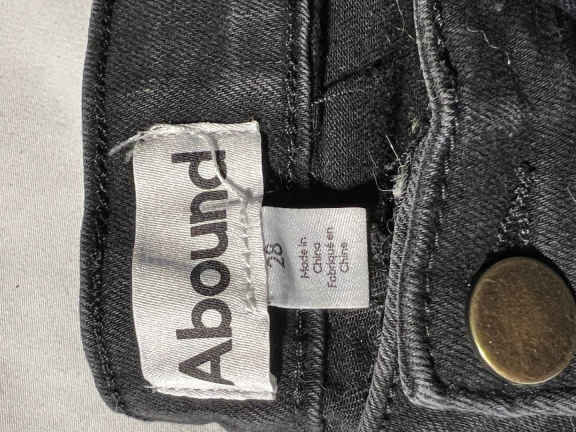 Abound
28
Made in
China
Fabriqué en
Chine